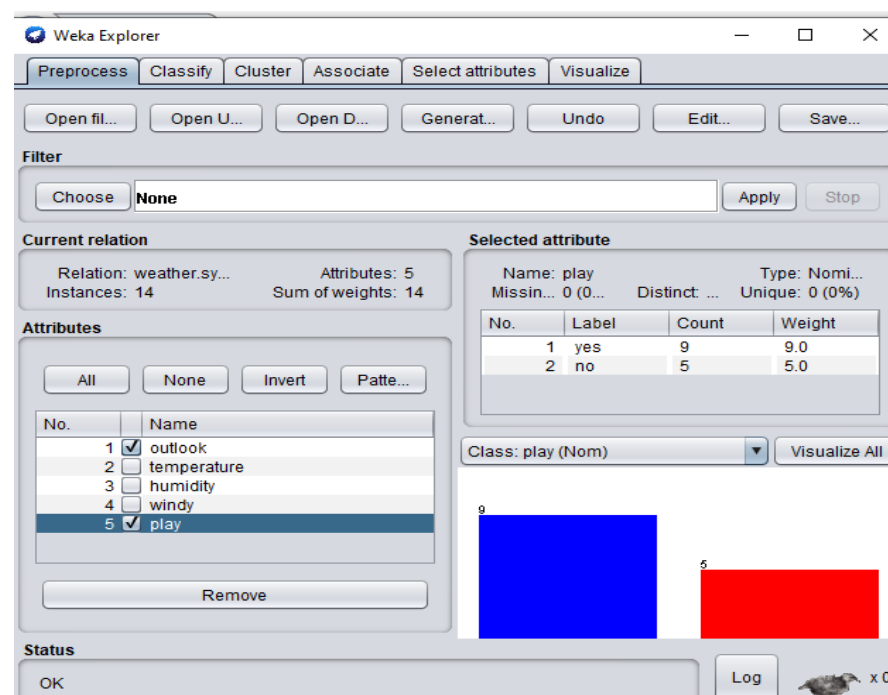 Weka Explorer
Preprocess Classify Cluster Associate Select attributes Visualize
Open fil... Open U... Open D... Generat... Undo Edit... Save...
Filter
Choose None Apply Stop
Current relation
Relation: weather.sy... Attributes: 5
Instances: 14 Sum of weights: 14
Selected attribute
Name: play Type: Nomi...
Missin... 0 (0... Distinct: ... Unique: 0 (0%)
No. Label Count Weight
1 yes 9 9.0
2 no 5 5.0
Attributes
All None Invert Patte...
No. Name
1 outlook
2 temperature
3 humidity
4 windy
5 play
Remove
Class: play (Nom) Visualize All
9
5
Status
OK
Log x 0